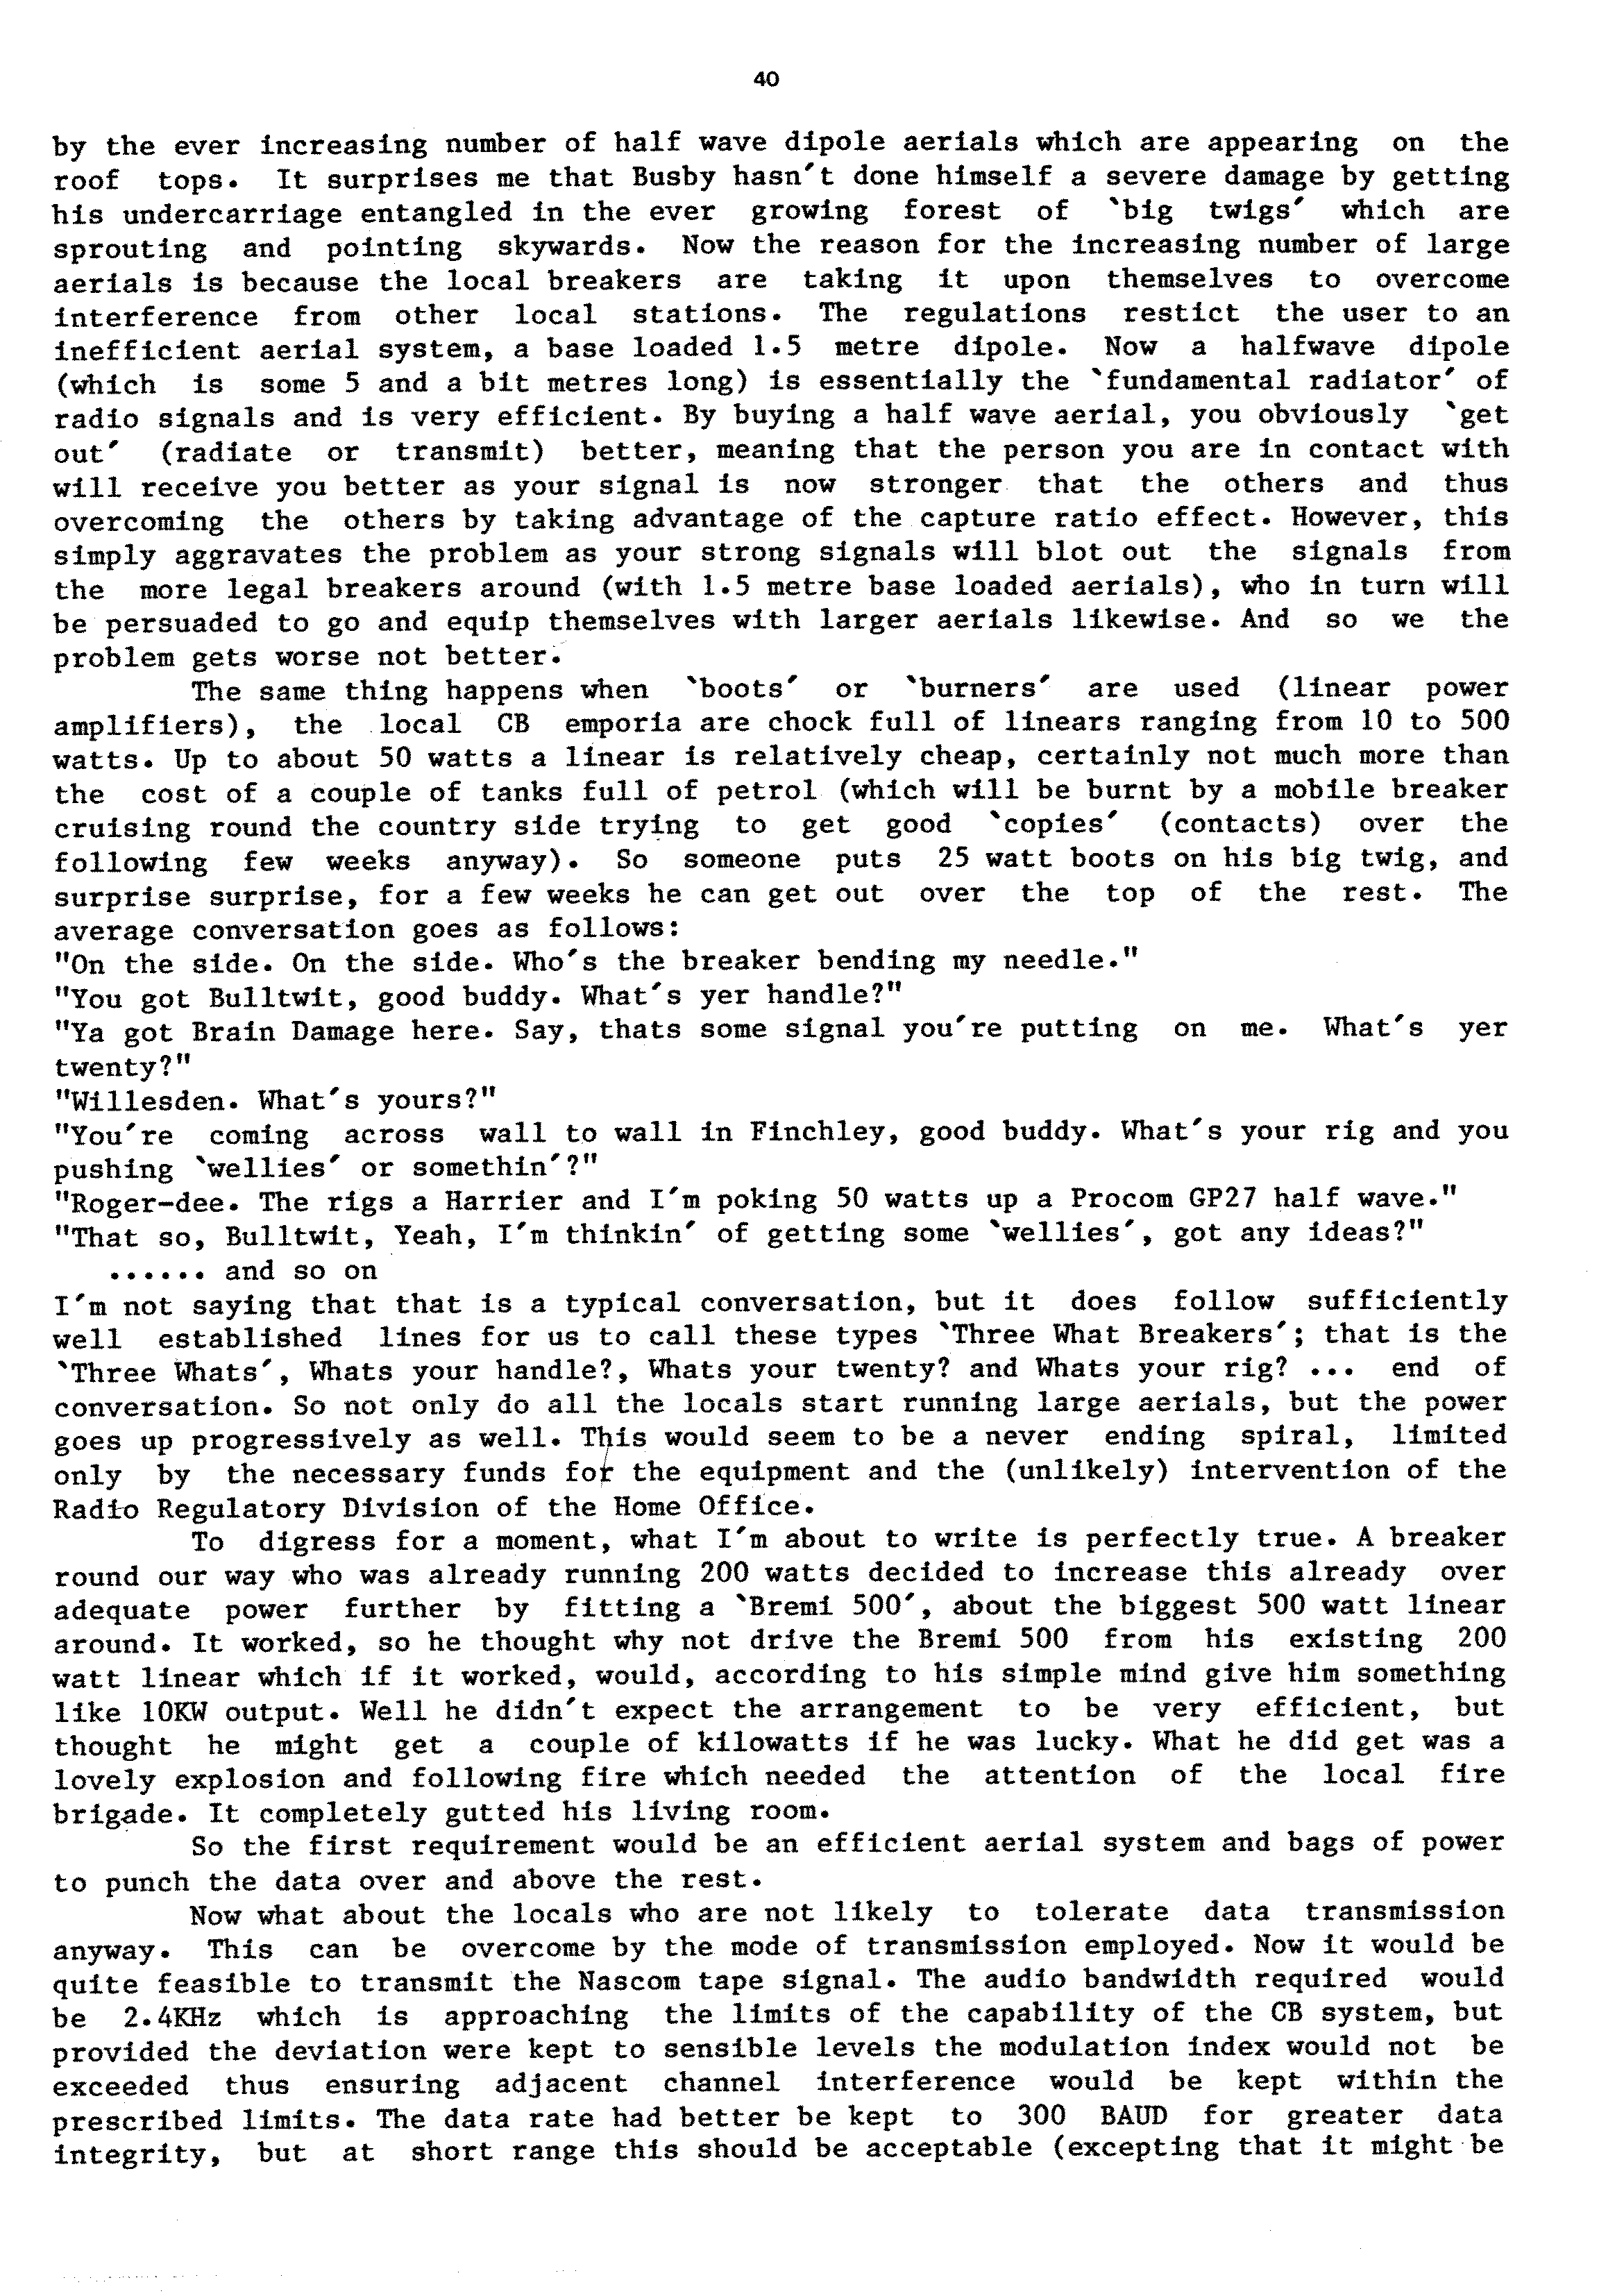 40
by the ever increasing number of half wave dipole aerials which are appearing on the
roof tops. It surprises me that Busby hasn't done himself a severe damage by getting
his undercarriage entangled in the ever growing forest of `big twigs' which are
sprouting and pointing skywards. Now the reason for the increasing number of large
aerials is because the local breakers are taking it upon themselves to overcome
interference from other local stations. The regulations restict the user to an
inefficient aerial system, a base loaded 1.5 metre dipole. Now a halfwave dipole
(which is some 5 and a bit metres long) is essentially the `fundamental radiator' of
radio signals and is very efficient. By buying a half wave aerial, you obviously `get
out' (radiate or transmit) better, meaning that the person you are in contact with
will receive you better as your signal is now stronger that the others and thus
overcoming the others by taking advantage of the capture ratio effect. However, this
simply aggravates the problem as your strong signals will blot out the signals from
the more legal breakers around (with 1.5 metre base loaded aerials), who in turn will
be persuaded to go and equip themselves with larger aerials likewise. And so we the
problem gets worse not better.
The same thing happens when `boots' or `burners' are used (linear power
amplifiers), the local CB emporia are chock full of linears ranging from 10 to 500
watts. Up to about 50 watts a linear is relatively cheap, certainly not much more than
the cost of a couple of tanks full of petrol (which will be burnt by a mobile breaker
cruising round the country side trying to get good `copies' (contacts) over the
following few weeks anyway). So someone puts 25 watt boots on his big twig, and
surprise surprise, for a few weeks he can get out over the top of the rest. The
average conversation goes as follows:
"On the side. On the side. Who's the breaker bending my needle."
"You got Bulltwit, good buddy. What's yer handle?"
"Ya got Brain Damage here. Say, thats some signal you're putting on me. What's yer
twenty?"
"Willesden. What's yours?"
"You're coming across wall to wall in Finchley, good buddy. What's your rig and you
pushing `wellies' or somethin'?"
"Roger-dee. The rigs a Harrier and I'm poking 50 watts up a Procom GP27 half wave."
"That so, Bulltwit, Yeah, I'm thinkin' of getting some `wellies', got any ideas?"
...... and so on
I'm not saying that that is a typical conversation, but it does follow sufficiently
well established lines for us to call these types `Three What Breakers'; that is the
`Three Whats', Whats your handle?, Whats your twenty? and Whats your rig? ... end of
conversation. So not only do all the locals start running large aerials, but the power
goes up progressively as well. This would seem to be a never ending spiral, limited
only by the necessary funds for the equipment and the (unlikely) intervention of the
Radio Regulatory Division of the Home Office.
To digress for a moment, what I'm about to write is perfectly true. A breaker
round our way who was already running 200 watts decided to increase this already over
adequate power further by fitting a `Bremi 500', about the biggest 500 watt linear
around. It worked, so he thought why not drive the Bremi 500 from his existing 200
watt linear which if it worked, would, according to his simple mind give him something
like 10KW output. Well he didn't expect the arrangement to be very efficient, but
thought he might get a couple of kilowatts if he was lucky. What he did get was a
lovely explosion and following fire which needed the attention of the local fire
brigade. It completely gutted his living room.
So the first requirement would be an efficient aerial system and bags of power
to punch the data over and above the rest.
Now what about the locals who are not likely to tolerate data transmission
anyway. This can be overcome by the mode of transmission employed. Now it would be
quite feasible to transmit the Nascom tape signal. The audio bandwidth required would
be 2.4KHz which is approaching the limits of the capability of the CB system, but
provided the deviation were kept to sensible levels the modulation index would not be
exceeded thus ensuring adjacent channel interference would be kept within the
prescribed limits. The data rate had better be kept to 300 BAUD for greater data
integrity, but at short range this should be acceptable (excepting that it might be